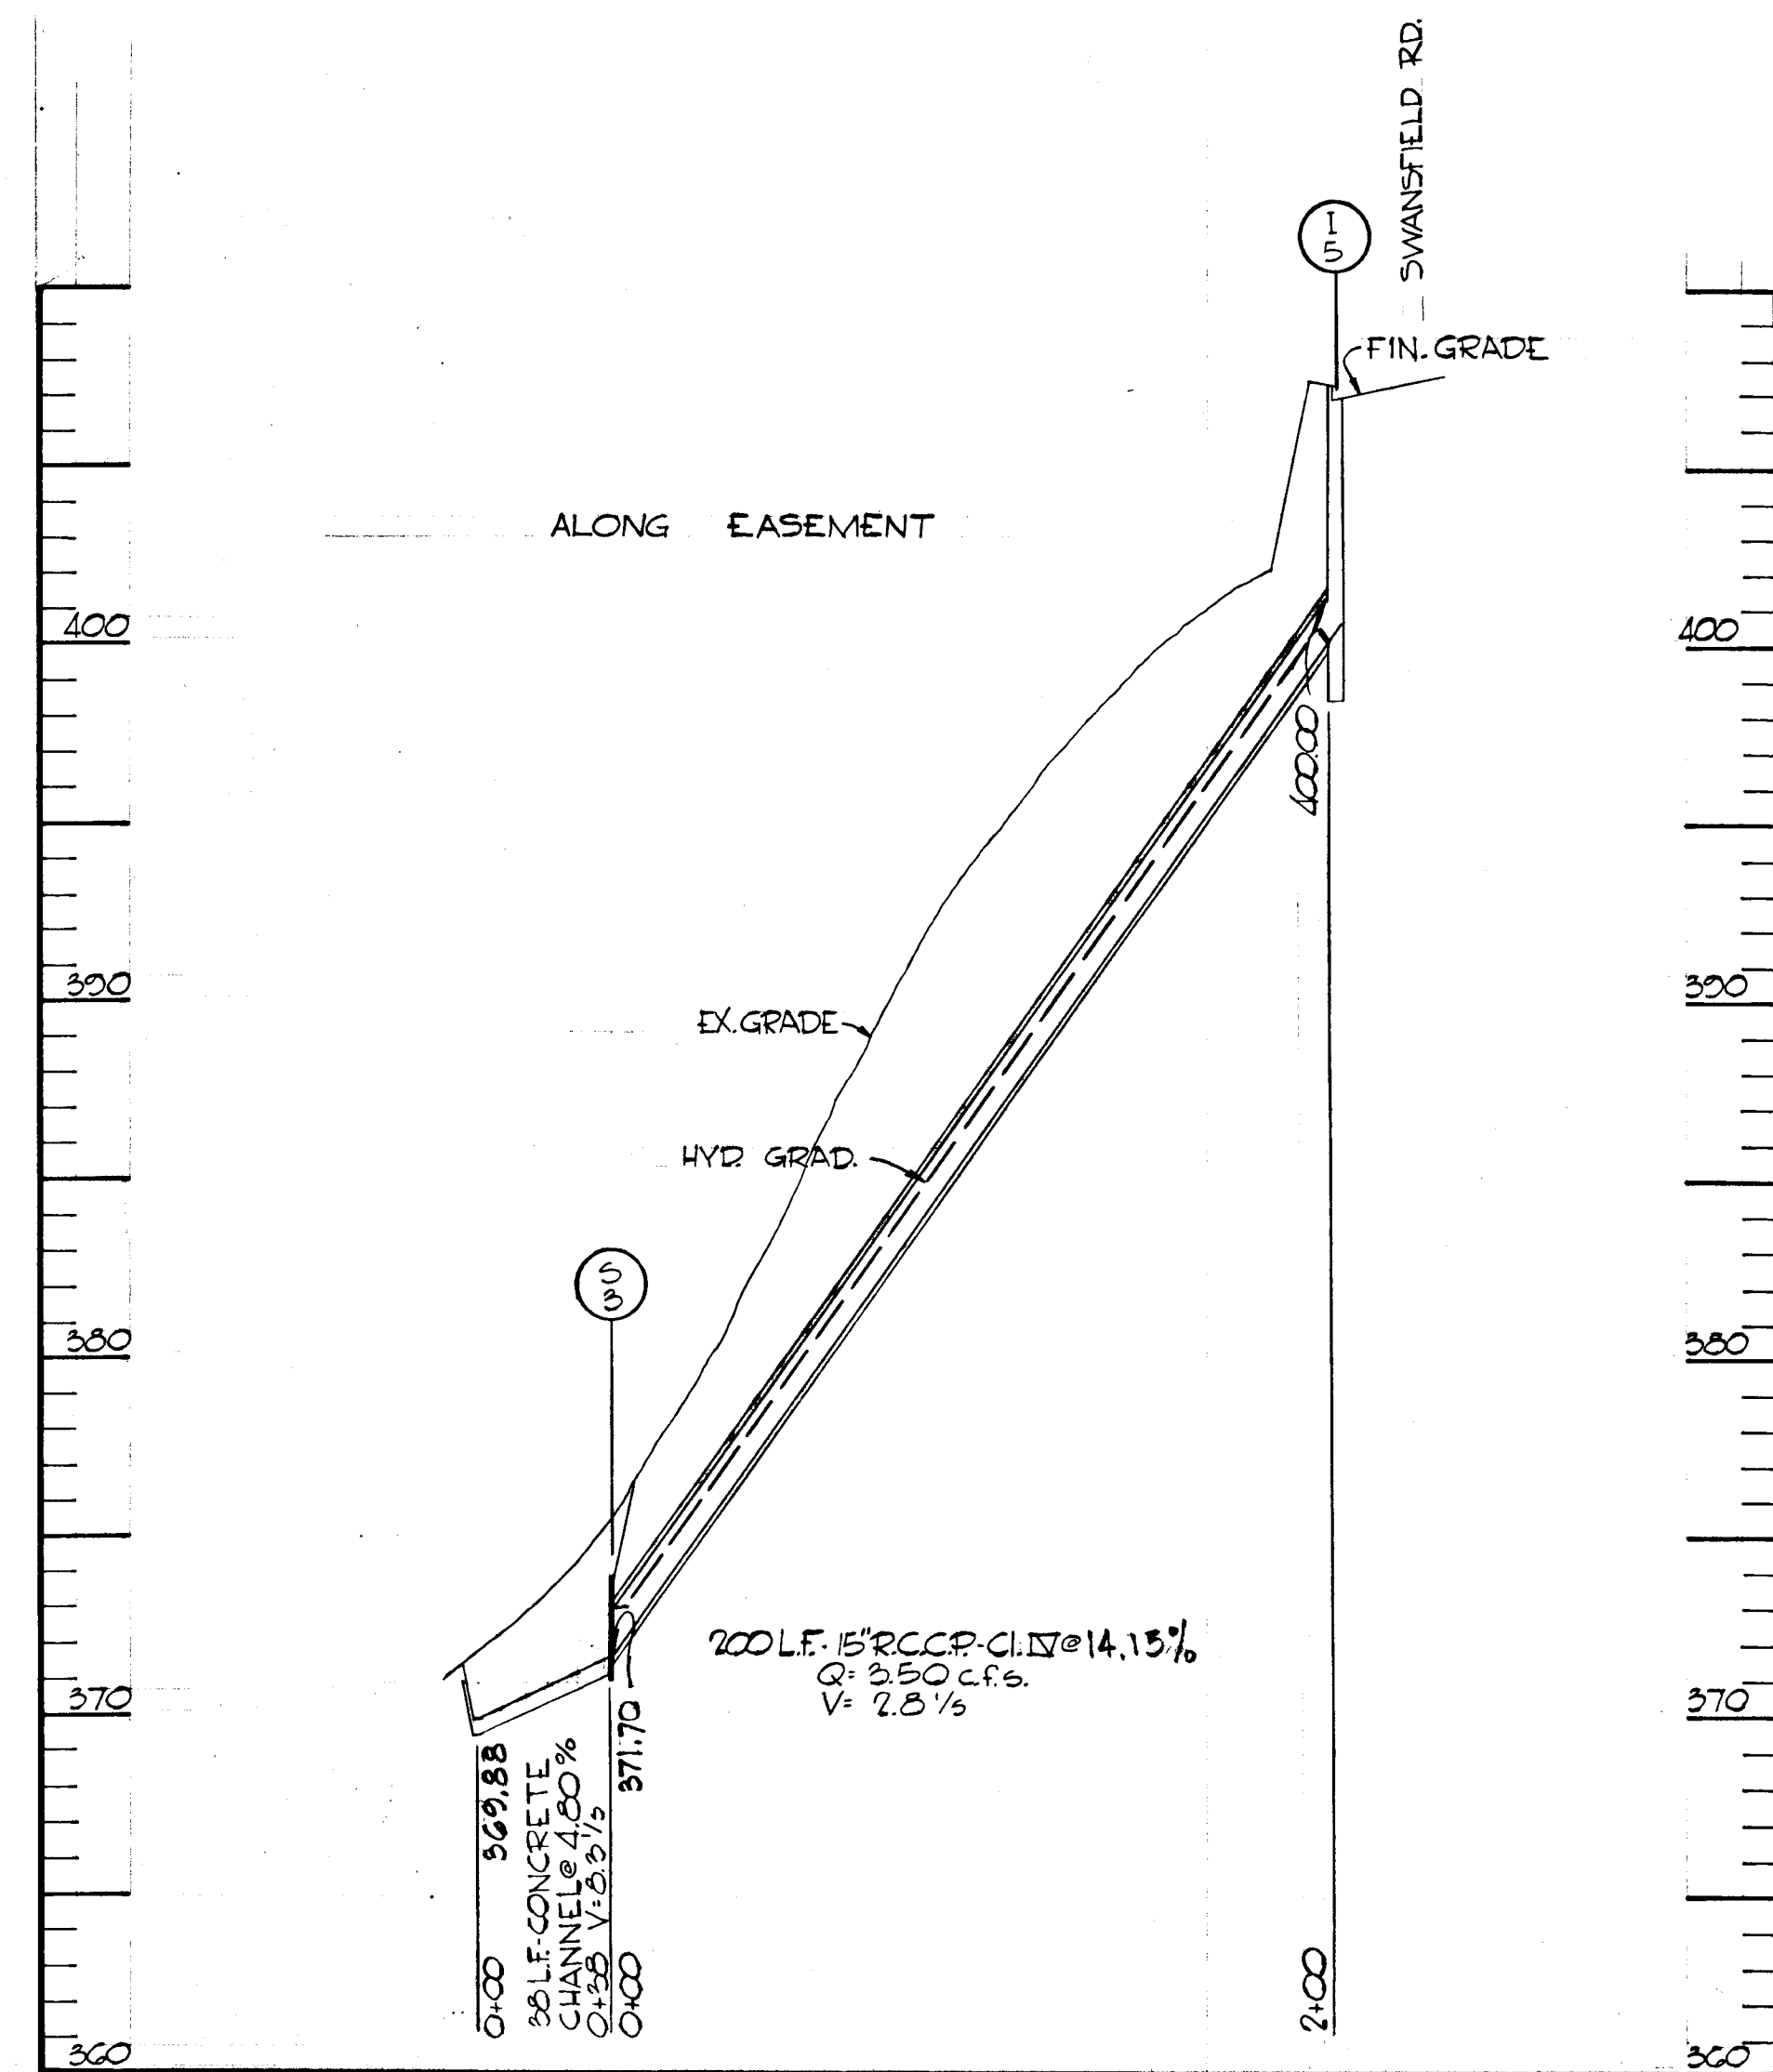 SWANSFIELD RD.
I
5
FIN. GRADE
ALONG EASEMENT
400
400
400.00
390
390
EX. GRADE
HYD. GRAD.
S
3
380
380
200 L.F. - 15" R.C.C.P. - Cl. IV @ 14.15%
Q = 3.50 c.f.s.
V = 2.8 '/s
370
370
371.70
369.88
38 L.F. - CONCRETE
CHANNEL @ 4.80%
0+38 V = 8.3 '/s
0+00
0+00
2+00
360
360